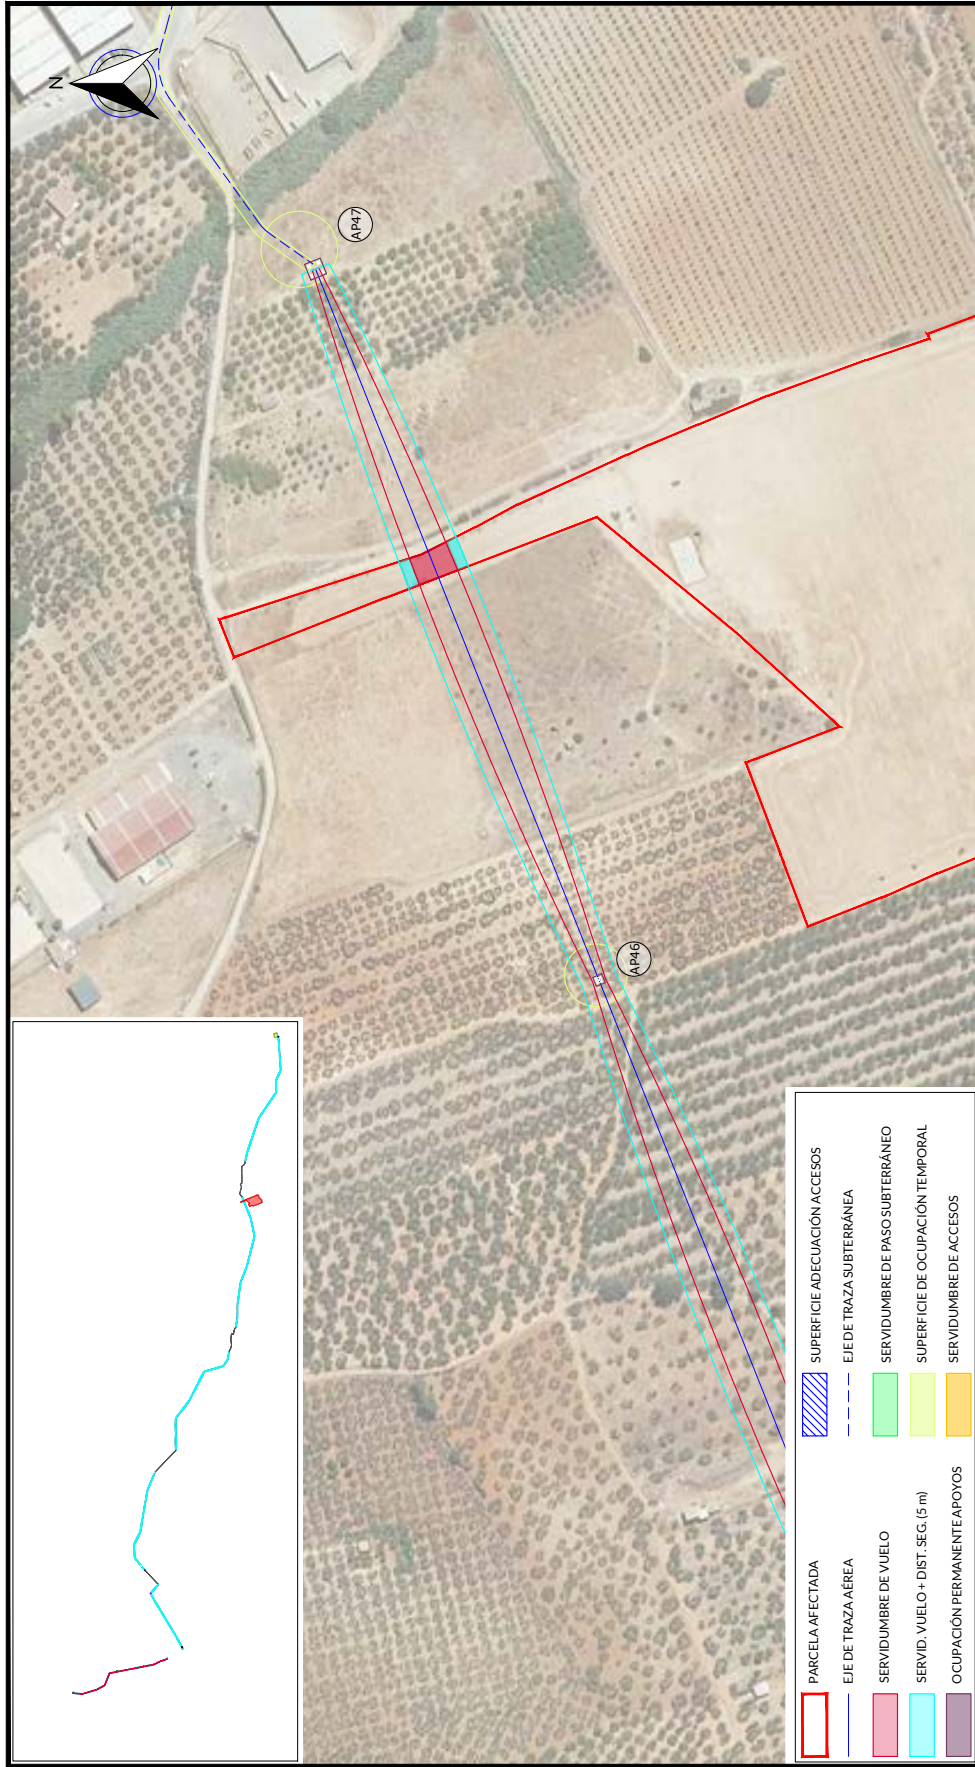 N
AP47
AP46
PARCELA AFECTADA
EJE DE TRAZA AÉREA
SERVIDUMBRE DE VUELO
SERVID. VUELO + DIST. SEG. (5 m)
OCUPACIÓN PERMANENTE APOYOS
SUPERFICIE ADECUACIÓN ACCESOS
EJE DE TRAZA SUBTERRÁNEA
SERVIDUMBRE DE PASO SUBTERRÁNEO
SUPERFICIE DE OCUPACIÓN TEMPORAL
SERVIDUMBRE DE ACCESOS